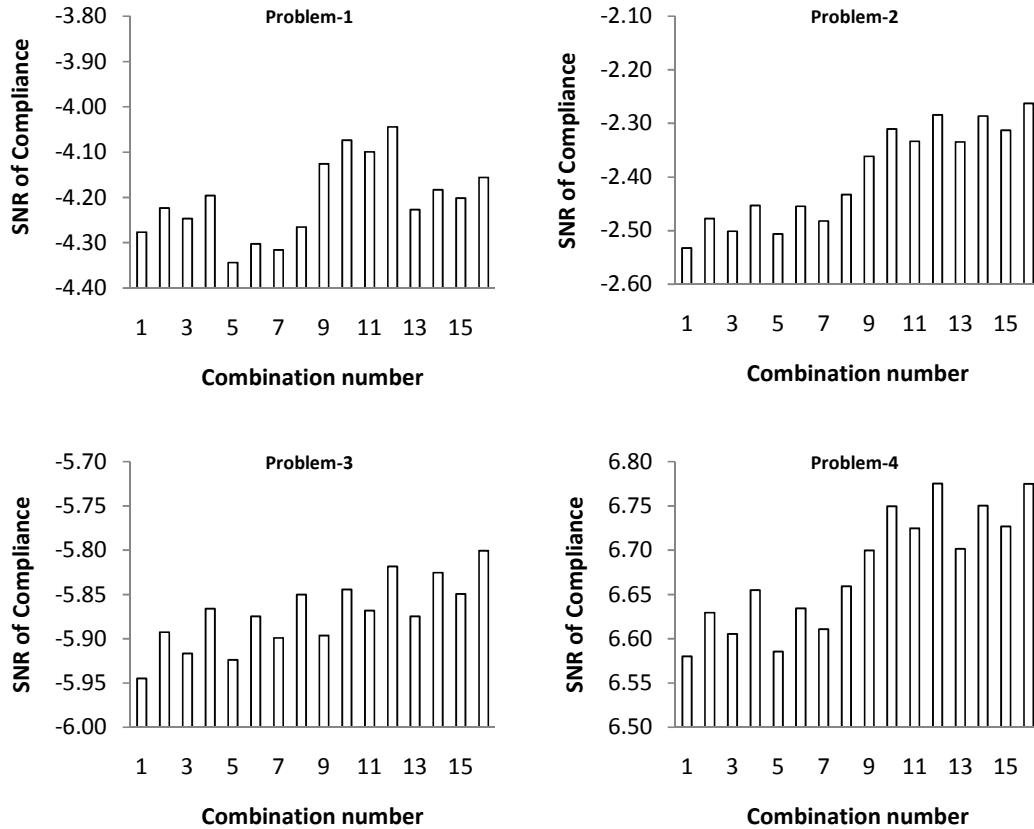 Problem-1
SNR of Compliance
-3.80
-3.90
-4.00
-4.10
-4.20
-4.30
-4.40
1 3 5 7 9 11 13 15
Combination number
Problem-2
SNR of Compliance
-2.10
-2.20
-2.30
-2.40
-2.50
-2.60
1 3 5 7 9 11 13 15
Combination number
Problem-3
SNR of Compliance
-5.70
-5.75
-5.80
-5.85
-5.90
-5.95
-6.00
1 3 5 7 9 11 13 15
Combination number
Problem-4
SNR of Compliance
6.80
6.75
6.70
6.65
6.60
6.55
6.50
1 3 5 7 9 11 13 15
Combination number